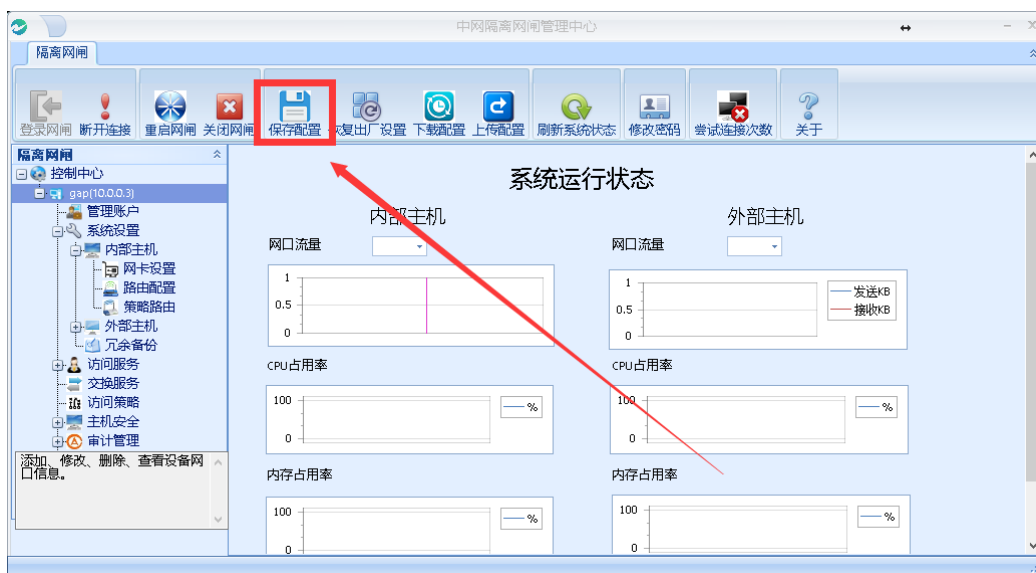 中网隔离网闸管理中心
隔离网闸
登录网闸 断开连接 重启网闸 关闭网闸 保存配置 恢复出厂设置 下载配置 上传配置 刷新系统状态 修改密码 尝试连接次数 关于
隔离网闸
控制中心
gap(10.0.0.3)
管理账户
系统设置
内部主机
网卡设置
路由配置
策略路由
外部主机
冗余备份
访问服务
交换服务
访问策略
主机安全
审计管理
添加、修改、删除、查看设备网
口信息。
系统运行状态
内部主机
网口流量
1
0.5
0
CPU占用率
100
0
%
内存占用率
100
0
%
外部主机
网口流量
1
0.5
0
发送KB
接收KB
CPU占用率
100
0
%
内存占用率
100
0
%